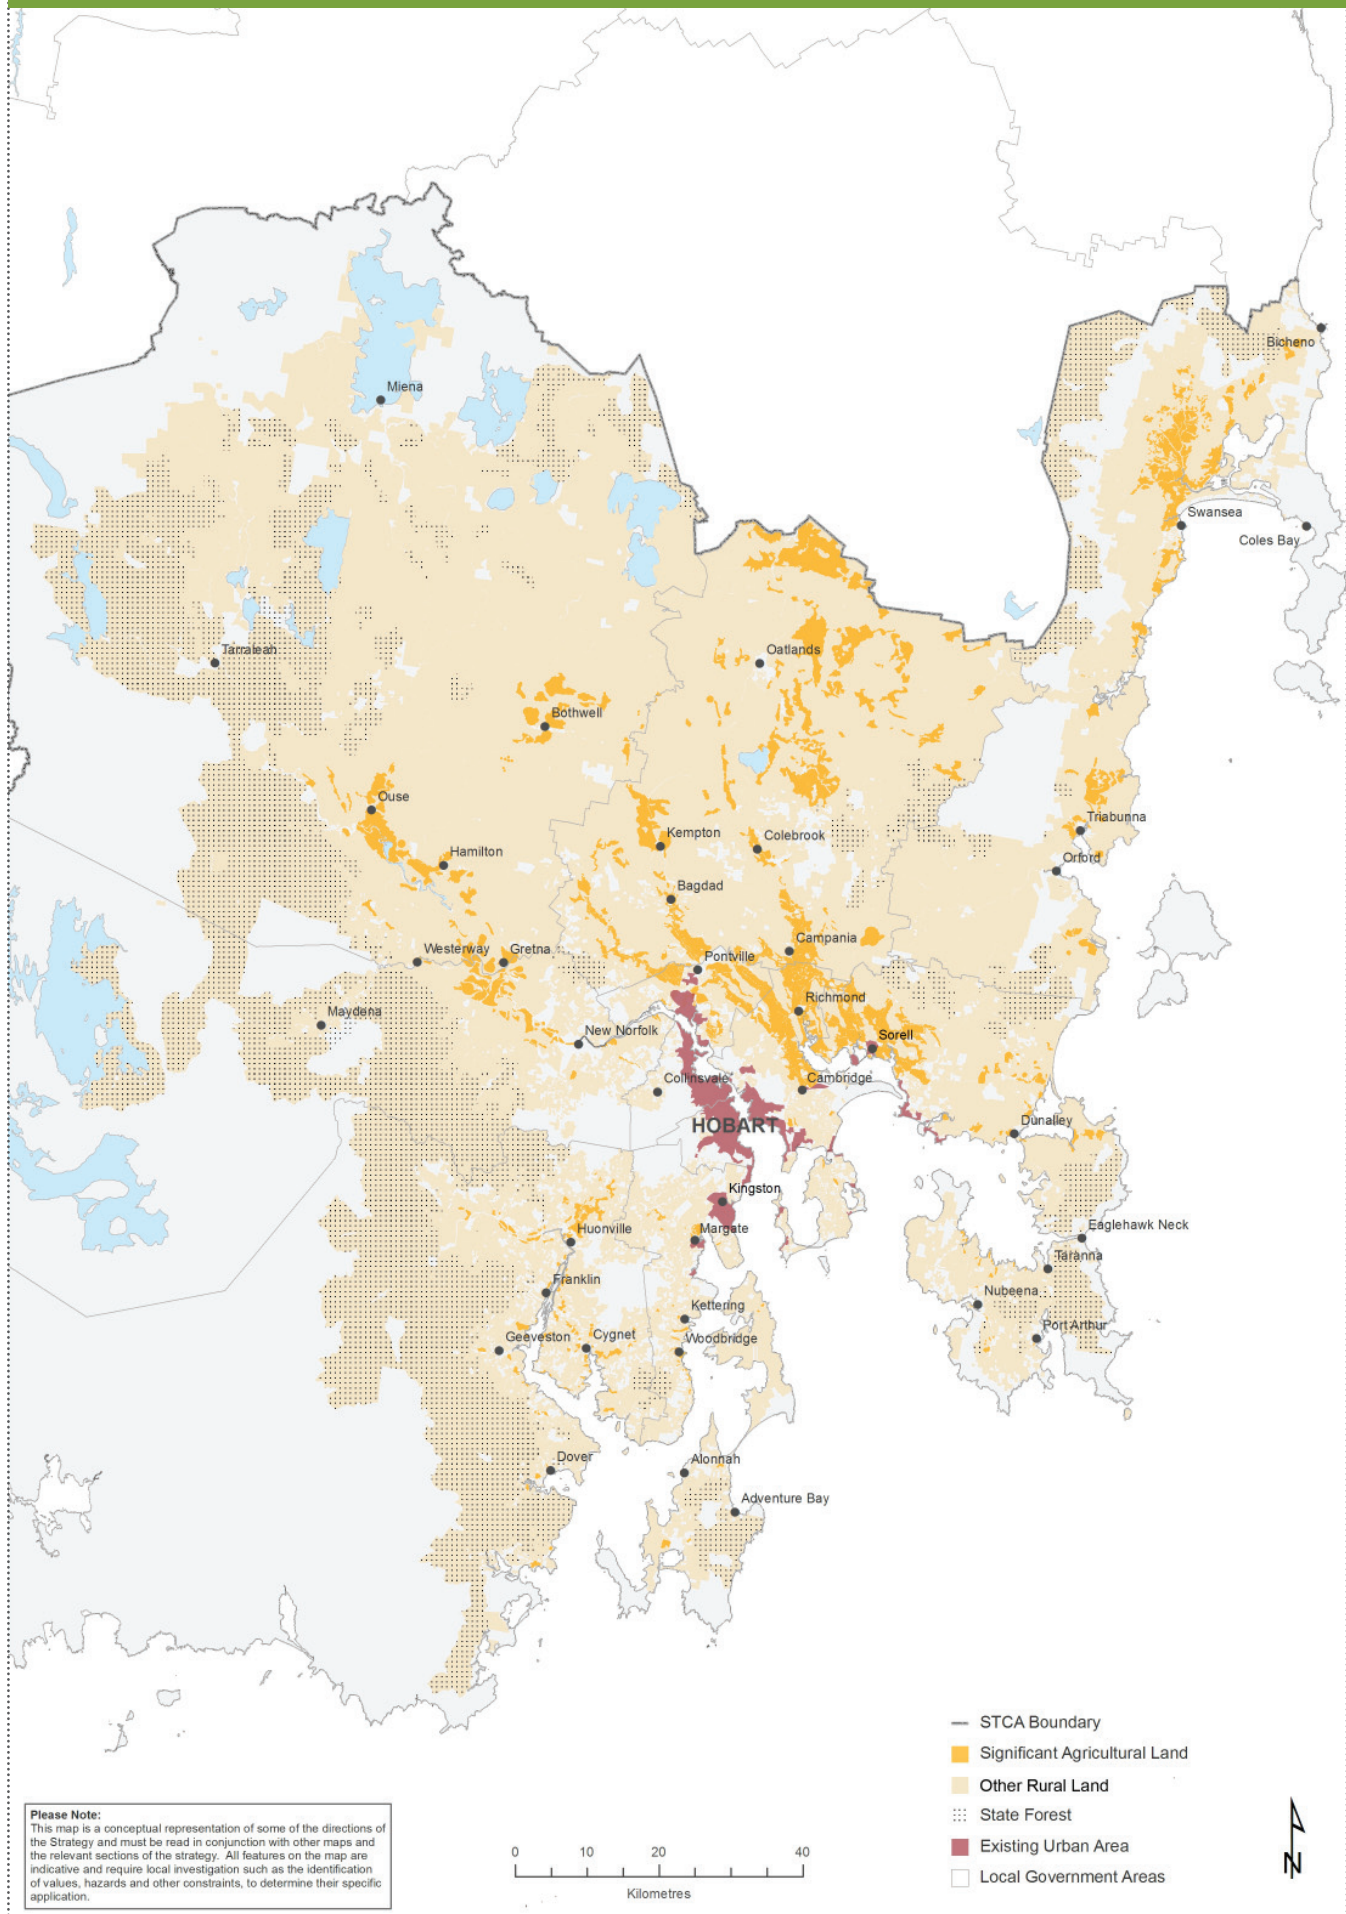 Bicheno
Miena
Swansea
Coles Bay
Tarraleah
Oatlands
Bothwell
Ouse
Triabunna
Kempton
Colebrook
Hamilton
Orford
Bagdad
Campania
Westerway
Gretna
Pontville
Richmond
Maydena
New Norfolk
Sorell
Collinsvale
Cambridge
HOBART
Dunalley
Kingston
Eaglehawk Neck
Huonville
Margate
Taranna
Franklin
Nubeena
Kettering
Port Arthur
Geeveston
Cygnet
Woodbridge
Dover
Alonnah
Adventure Bay
STCA Boundary
Significant Agricultural Land
Other Rural Land
State Forest
Existing Urban Area
Local Government Areas
Please Note:
This map is a conceptual representation of some of the directions of
the Strategy and must be read in conjunction with other maps and
the relevant sections of the strategy. All features on the map are
indicative and require local investigation such as the identification
of values, hazards and other constraints, to determine their specific
application.
0 10 20 40
Kilometres
N